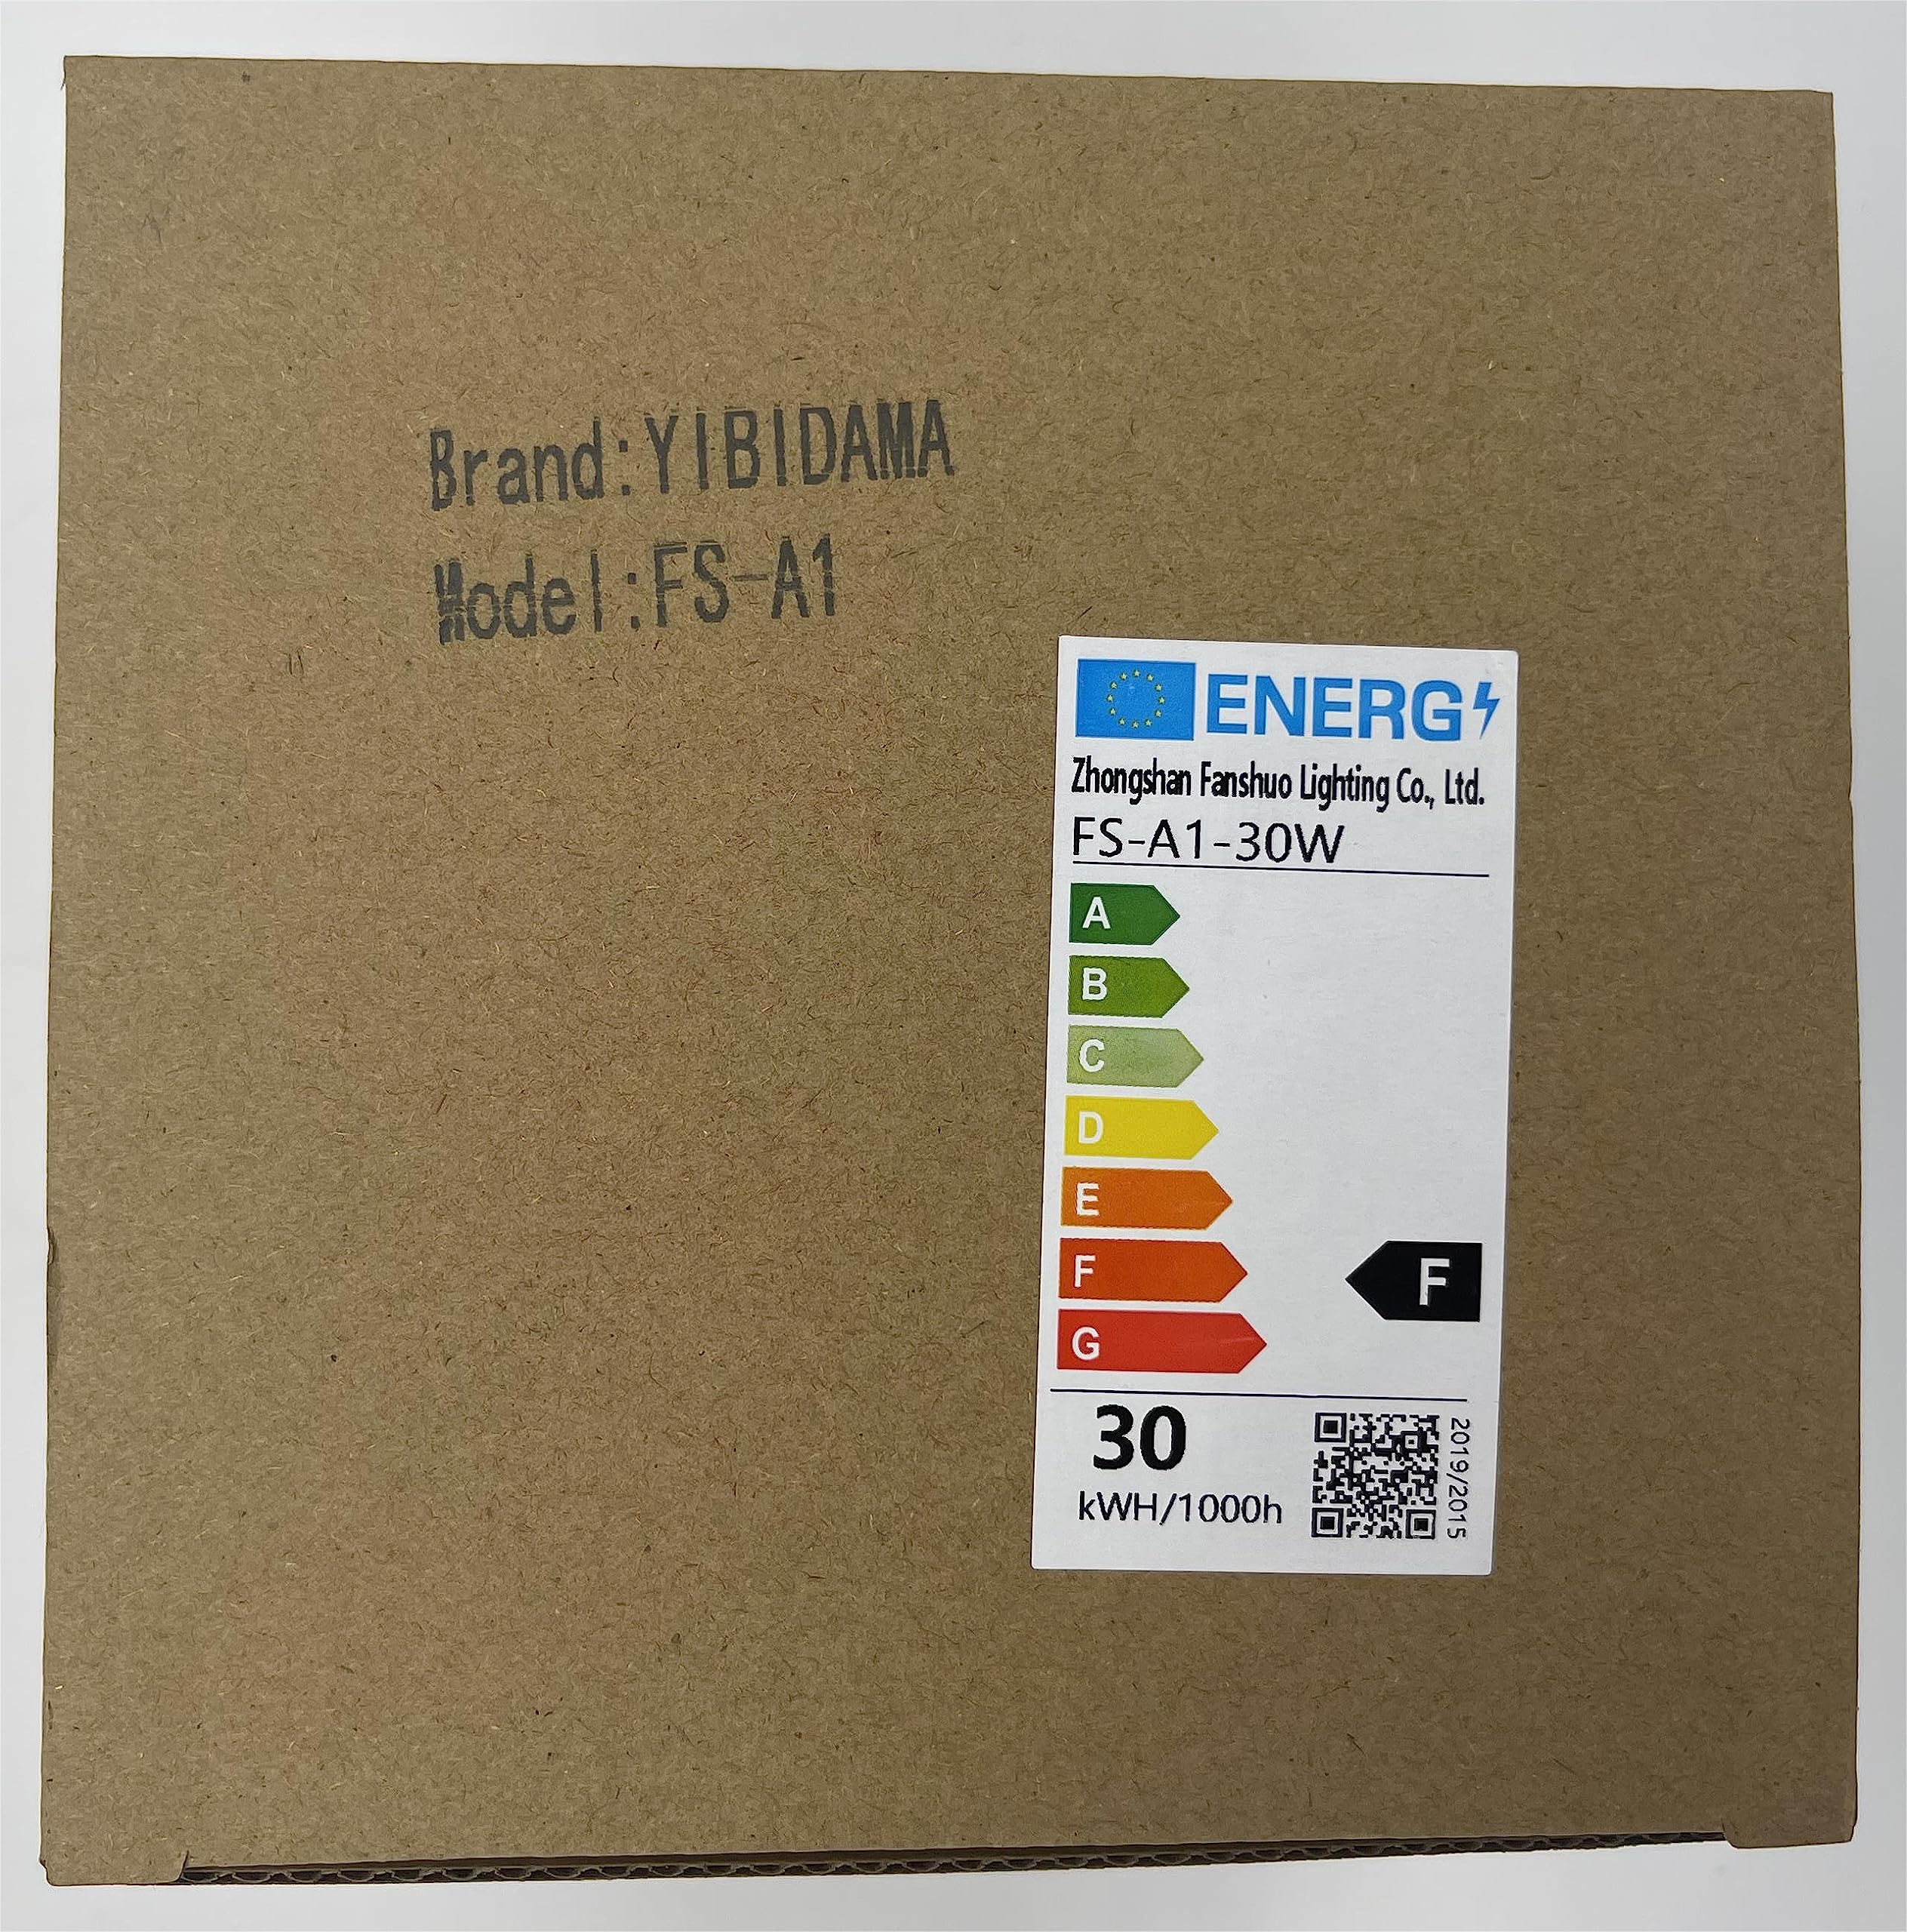 Brand:YIBIDAMA
Model:FS-A1
ENERG
Zhongshan Fanshuo Lighting Co., Ltd.
FS-A1-30W
A
B
C
D
E
F
F
G
30
kWH/1000h
2019/2015